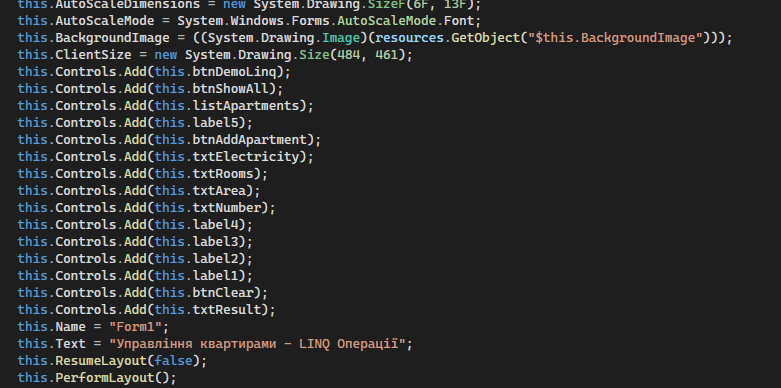 this.AutoScaleDimensions = new System.Drawing.SizeF(6F, 13F);
this.AutoScaleMode = System.Windows.Forms.AutoScaleMode.Font;
this.BackgroundImage = ((System.Drawing.Image)(resources.GetObject("$this.BackgroundImage")));
this.ClientSize = new System.Drawing.Size(484, 461);
this.Controls.Add(this.btnDemoLinq);
this.Controls.Add(this.btnShowAll);
this.Controls.Add(this.listApartments);
this.Controls.Add(this.label5);
this.Controls.Add(this.btnAddApartment);
this.Controls.Add(this.txtElectricity);
this.Controls.Add(this.txtRooms);
this.Controls.Add(this.txtArea);
this.Controls.Add(this.txtNumber);
this.Controls.Add(this.label4);
this.Controls.Add(this.label3);
this.Controls.Add(this.label2);
this.Controls.Add(this.label1);
this.Controls.Add(this.btnClear);
this.Controls.Add(this.txtResult);
this.Name = "Form1";
this.Text = "Управління квартирами – LINQ Операції";
this.ResumeLayout(false);
this.PerformLayout();